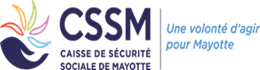 CSSM
CAISSE DE SÉCURITÉ
SOCIALE DE MAYOTTE
Une volonté d'agir
pour Mayotte